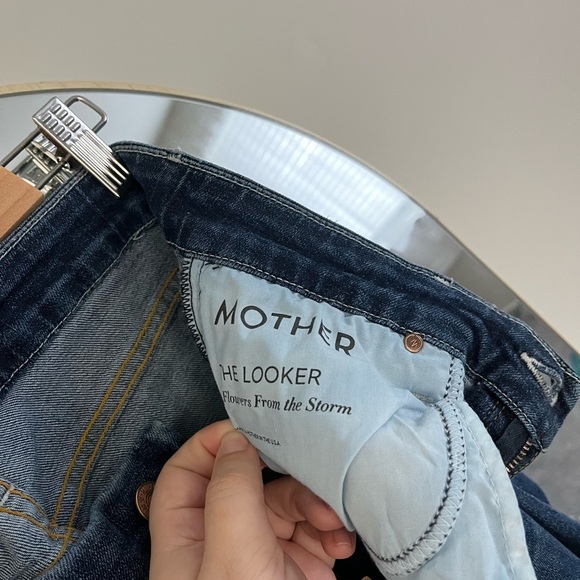 MOTHER
THE LOOKER
Flowers From the Storm